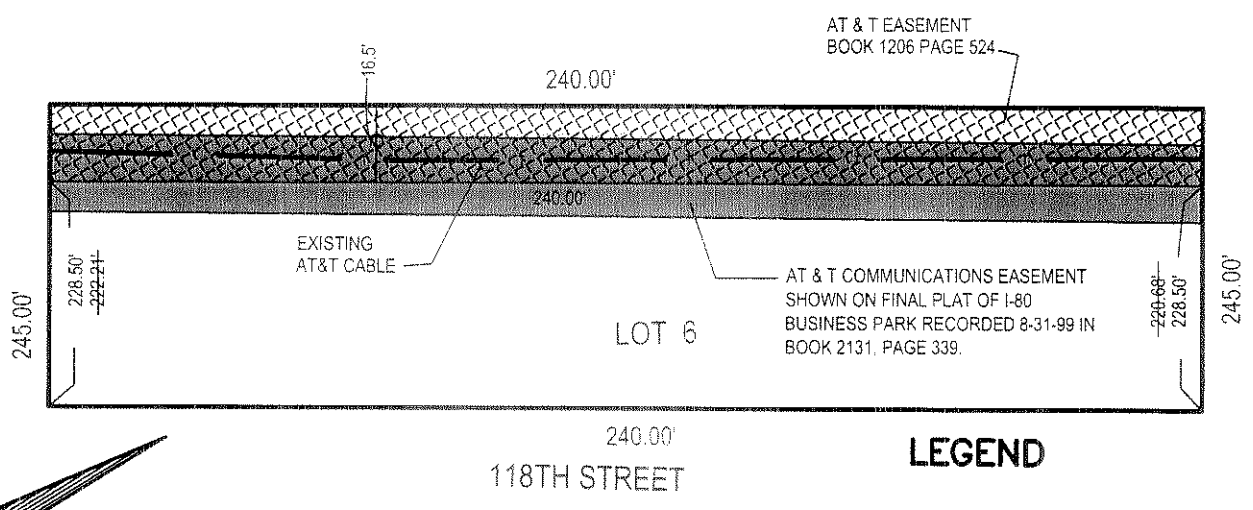 AT & T EASEMENT
BOOK 1206 PAGE 524
16.5'
240.00'
240.00'
EXISTING
AT&T CABLE
228.50'
222.21'
245.00'
AT & T COMMUNICATIONS EASEMENT
SHOWN ON FINAL PLAT OF I-80
BUSINESS PARK RECORDED 8-31-99 IN
BOOK 2131, PAGE 339.
LOT 6
220.68'
228.50'
245.00'
240.00'
118TH STREET
LEGEND